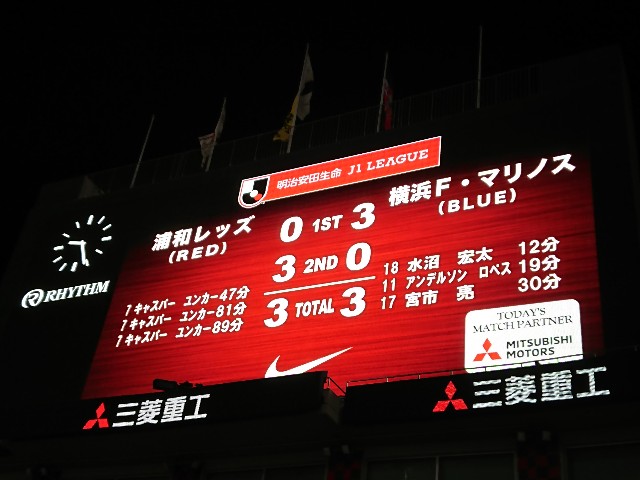 明治安田生命 J1 LEAGUE
浦和レッズ 0 1ST 3 横浜F・マリノス
(RED) (BLUE)
3 2ND 0
3 TOTAL 3
7 キャスパー ユンカー 47分
7 キャスパー ユンカー 81分
7 キャスパー ユンカー 89分
18 水沼 宏太 12分
11 アンデルソン ロペス 19分
17 宮市 亮 30分
RHYTHM
TODAY'S
MATCH PARTNER
MITSUBISHI
MOTORS
三菱重工
三菱重工